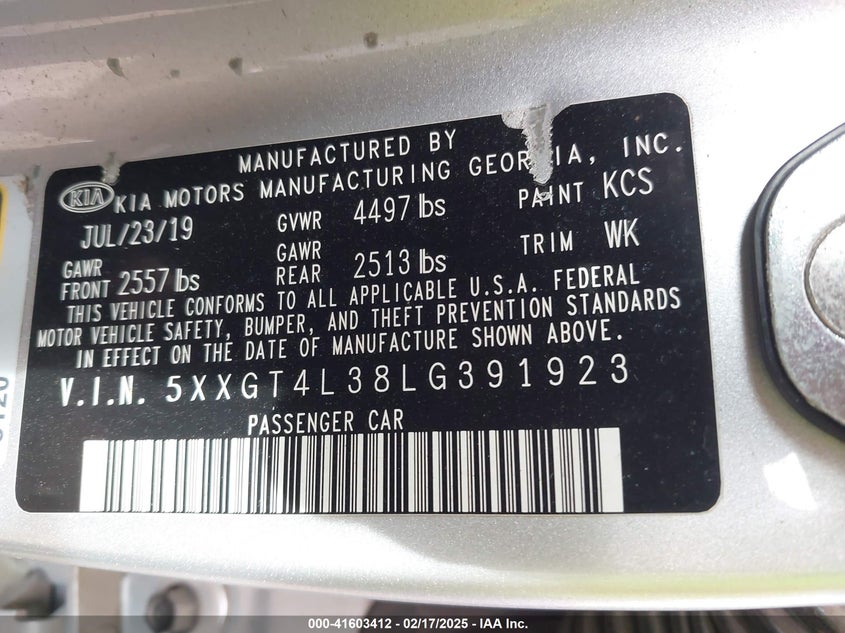 MANUFACTURED BY
KIA KIA MOTORS MANUFACTURING GEORGIA, INC.
JUL/23/19 GVWR 4497 lbs PAINT KCS
GAWR FRONT 2557 lbs GAWR REAR 2513 lbs TRIM WK
THIS VEHICLE CONFORMS TO ALL APPLICABLE U.S.A. FEDERAL
MOTOR VEHICLE SAFETY, BUMPER, AND THEFT PREVENTION STANDARDS
IN EFFECT ON THE DATE OF MANUFACTURE SHOWN ABOVE.
V.I.N. 5XXGT4L38LG391923
PASSENGER CAR
000-41603412 - 02/17/2025 - IAA Inc.